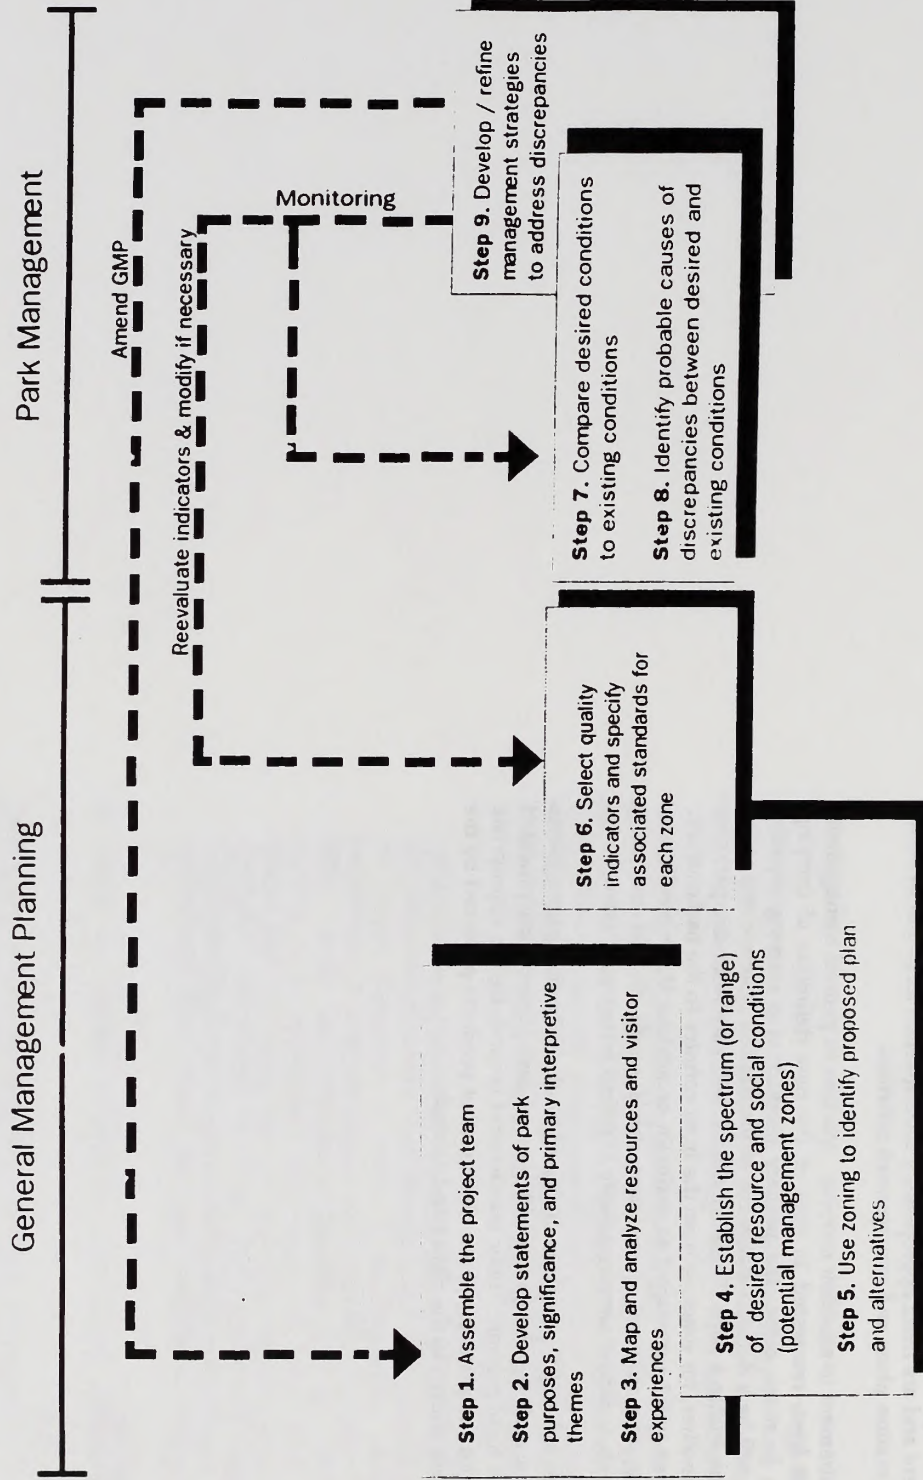 General Management Planning
Park Management
Amend GMP
Reevaluate indicators & modify if necessary
Monitoring
Step 1. Assemble the project team
Step 2. Develop statements of park
purposes, significance, and primary interpretive
themes
Step 3. Map and analyze resources and visitor
experiences
Step 4. Establish the spectrum (or range)
of desired resource and social conditions
(potential management zones)
Step 5. Use zoning to identify proposed plan
and alternatives
Step 6. Select quality
indicators and specify
associated standards for
each zone
Step 7. Compare desired conditions
to existing conditions
Step 8. Identify probable causes of
discrepancies between desired and
existing conditions
Step 9. Develop / refine
management strategies
to address discrepancies